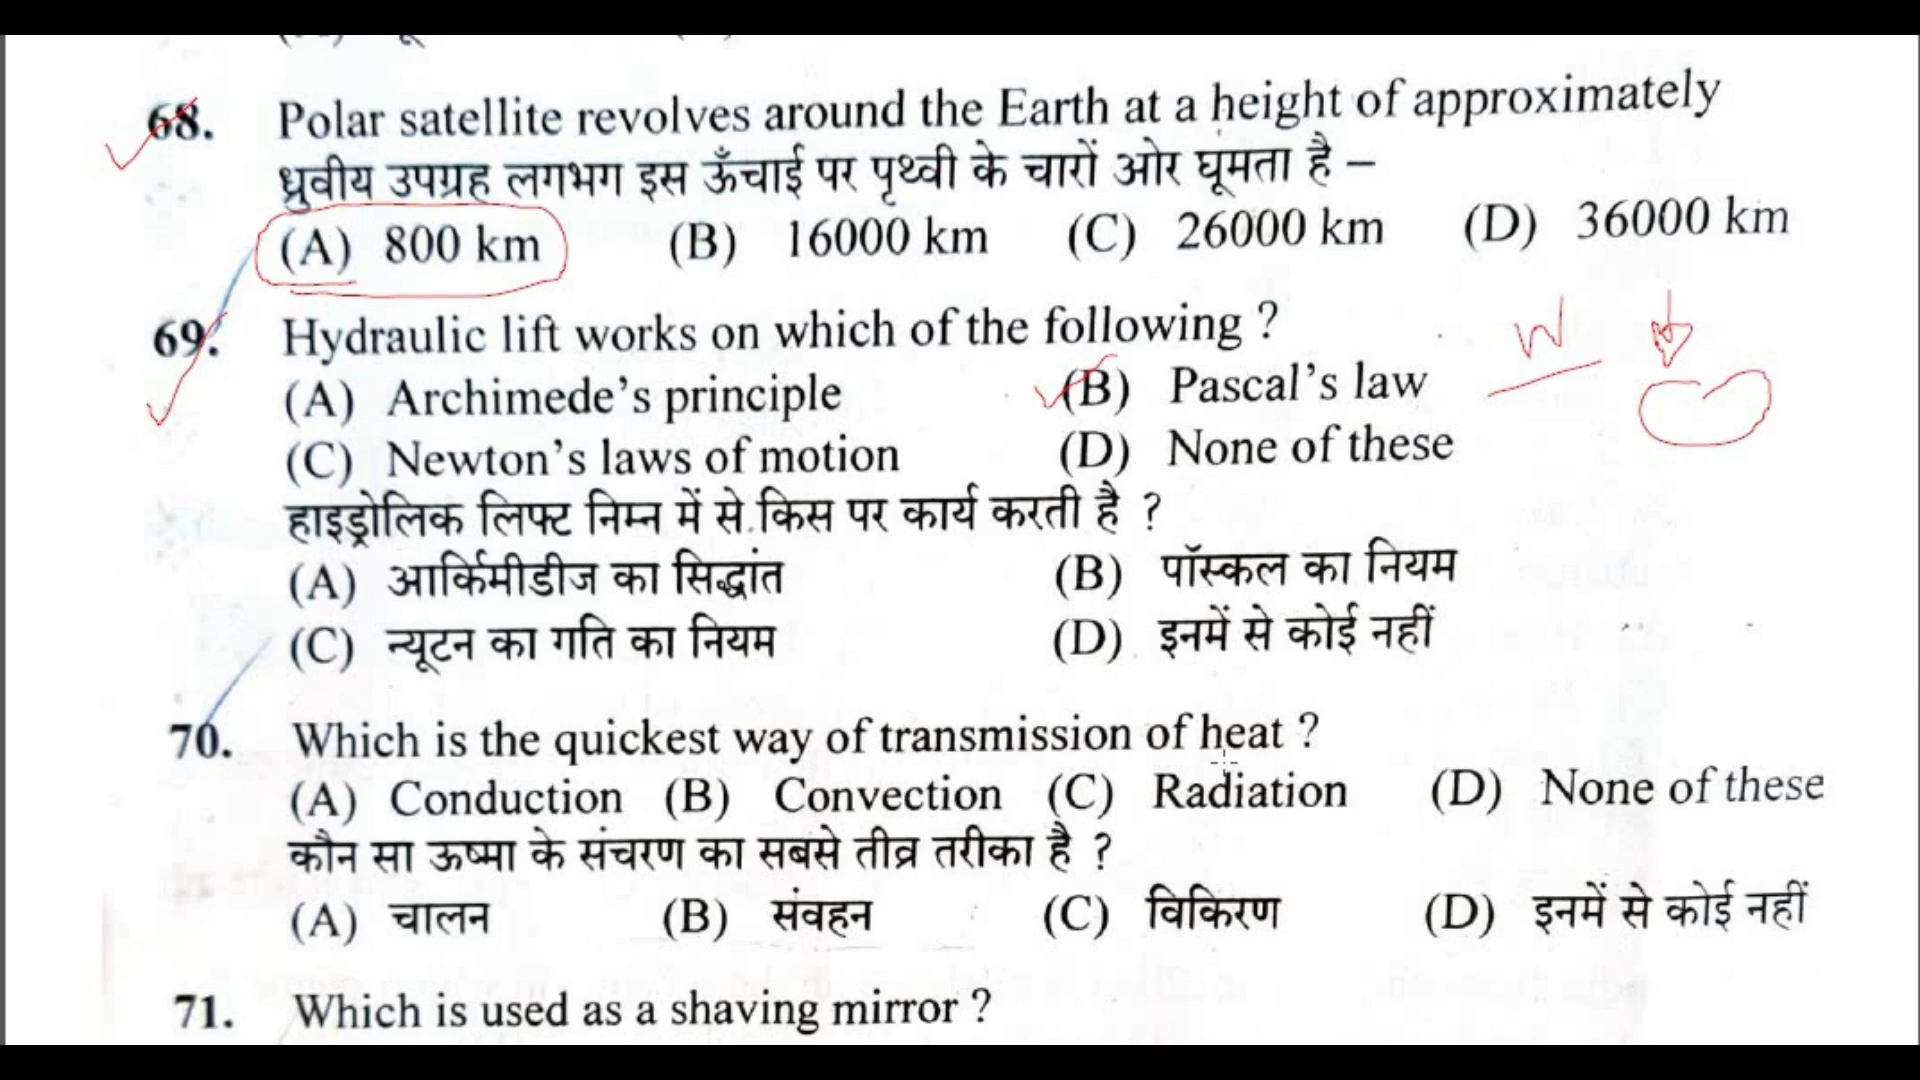 68. Polar satellite revolves around the Earth at a height of approximately
ध्रुवीय उपग्रह लगभग इस ऊँचाई पर पृथ्वी के चारों ओर घूमता है –
(A) 800 km (B) 16000 km (C) 26000 km (D) 36000 km
69. Hydraulic lift works on which of the following ?
W
(A) Archimede's principle (B) Pascal's law
(C) Newton's laws of motion (D) None of these
हाइड्रोलिक लिफ्ट निम्न में से किस पर कार्य करती है ?
(A) आर्किमीडीज का सिद्धांत (B) पॉस्कल का नियम
(C) न्यूटन का गति का नियम (D) इनमें से कोई नहीं
70. Which is the quickest way of transmission of heat ?
(A) Conduction (B) Convection (C) Radiation (D) None of these
कौन सा ऊष्मा के संचरण का सबसे तीव्र तरीका है ?
(A) चालन (B) संवहन (C) विकिरण (D) इनमें से कोई नहीं
71. Which is used as a shaving mirror ?